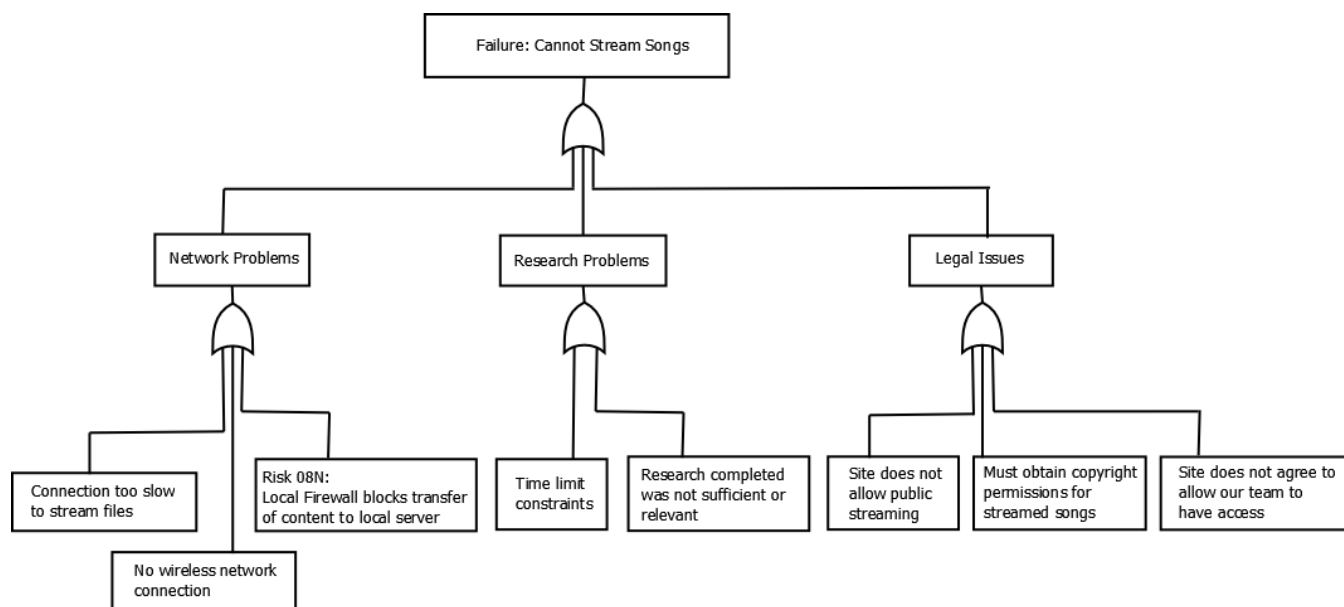 Failure: Cannot Stream Songs
Network Problems
Research Problems
Legal Issues
Connection too slow
to stream files
No wireless network
connection
Risk 08N:
Local Firewall blocks transfer
of content to local server
Time limit
constraints
Research completed
was not sufficient or
relevant
Site does not
allow public
streaming
Must obtain copyright
permissions for
streamed songs
Site does not agree to
allow our team to
have access